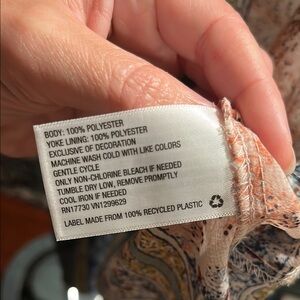 BODY: 100% POLYESTER
YOKE LINING: 100% POLYESTER
EXCLUSIVE OF DECORATION
MACHINE WASH COLD WITH LIKE COLORS
GENTLE CYCLE
ONLY NON-CHLORINE BLEACH IF NEEDED
TUMBLE DRY LOW, REMOVE PROMPTLY
COOL IRON IF NEEDED
RN17730 VN1299629
LABEL MADE FROM 100% RECYCLED PLASTIC